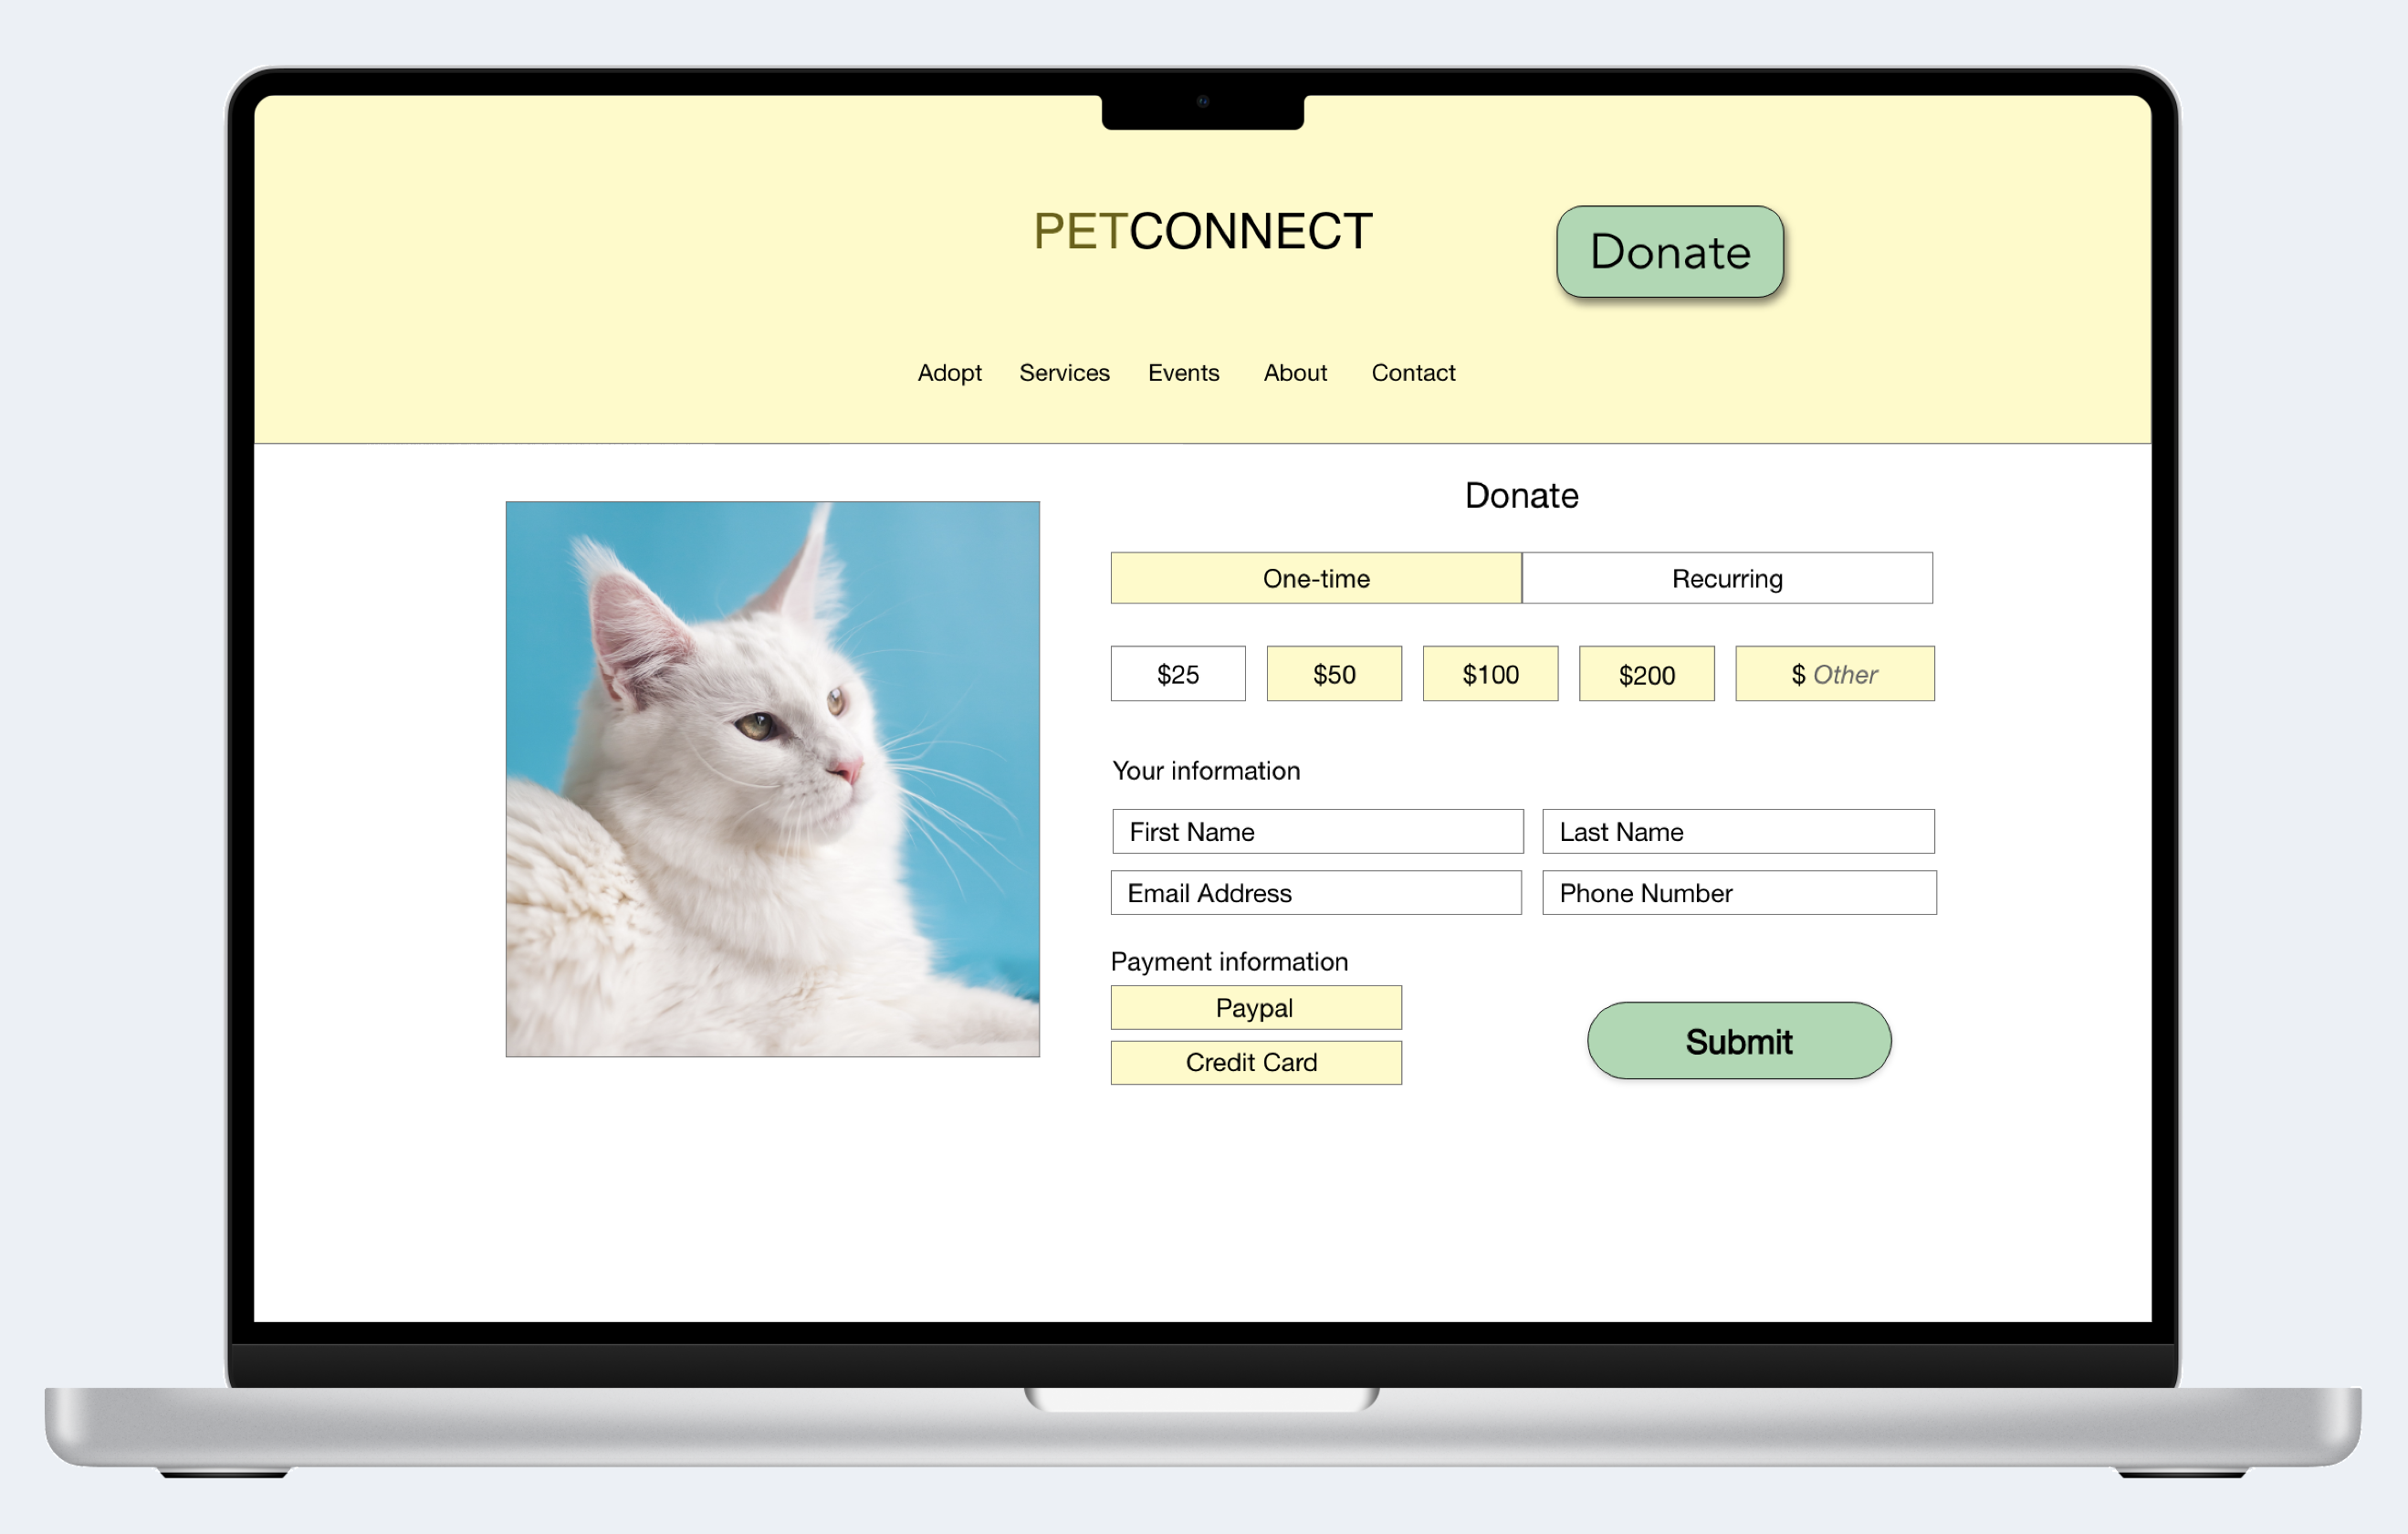 PETCONNECT
Donate
Adopt Services Events About Contact
Donate
One-time Recurring
$25 $50 $100 $200 $ Other
Your information
First Name Last Name
Email Address Phone Number
Payment information
Paypal
Credit Card
Submit